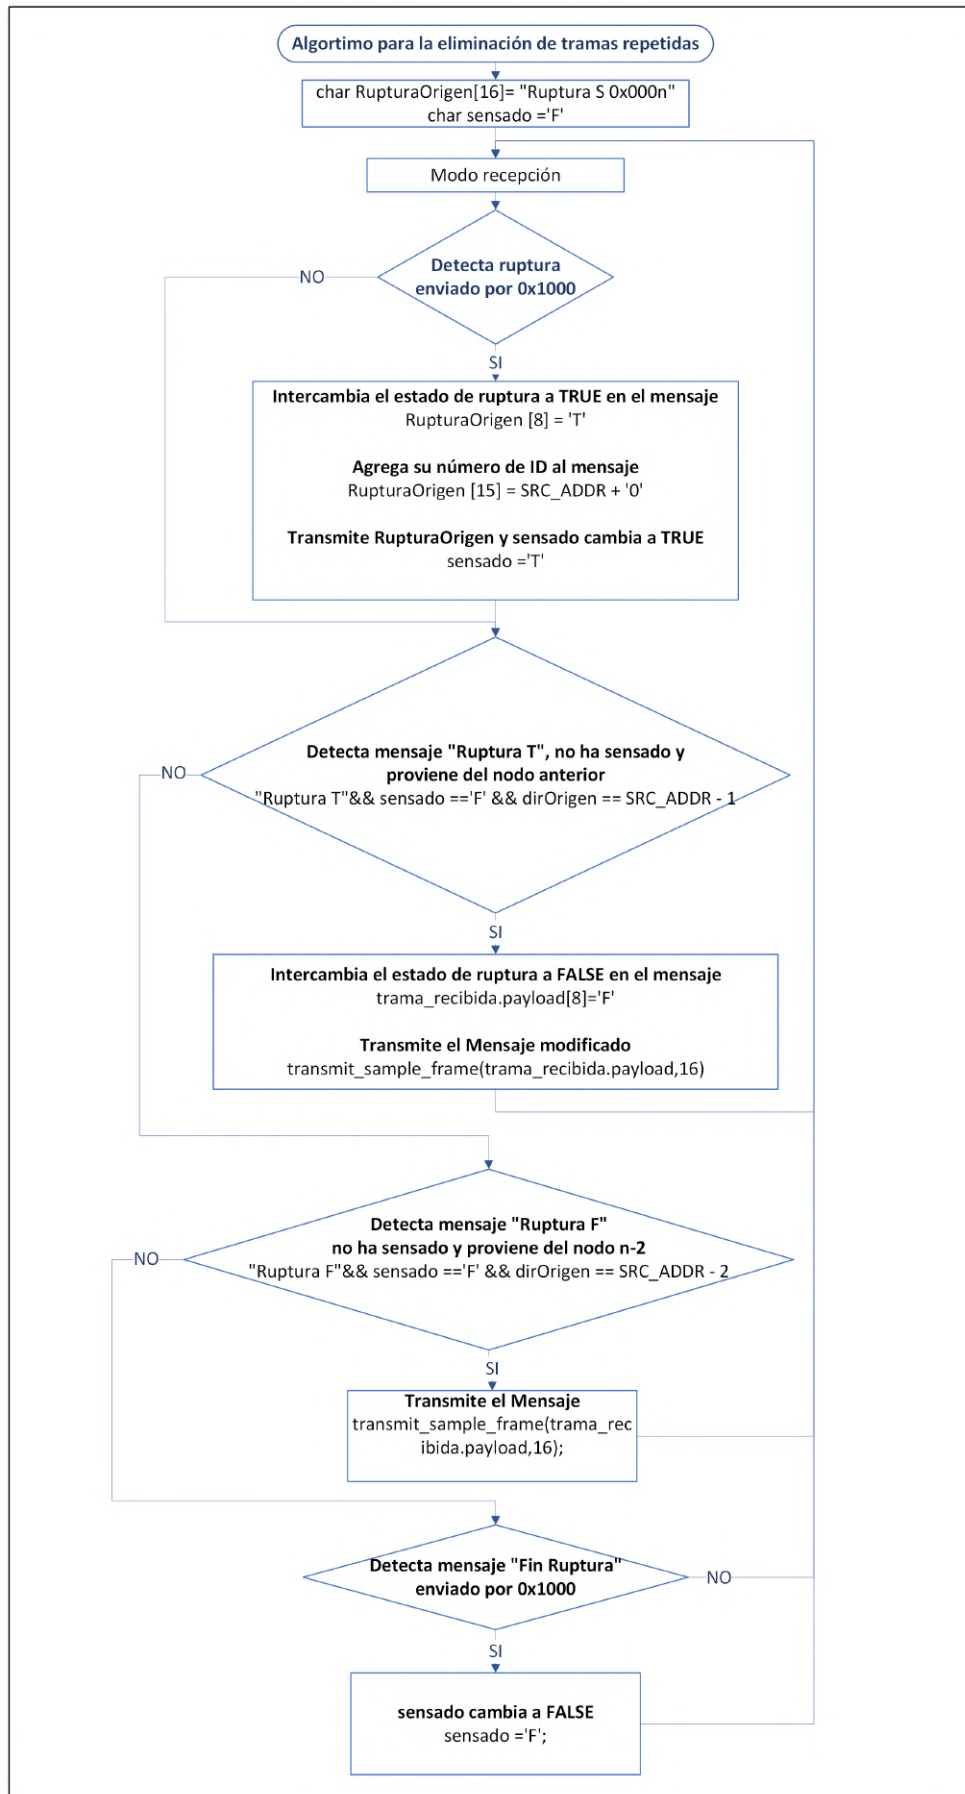 Algortimo para la eliminación de tramas repetidas
char RupturaOrigen[16]= "Ruptura S 0x000n"
char sensado ='F'
Modo recepción
Detecta ruptura
enviado por 0x1000
NO
SI
Intercambia el estado de ruptura a TRUE en el mensaje
RupturaOrigen [8] = 'T'
Agrega su número de ID al mensaje
RupturaOrigen [15] = SRC_ADDR + '0'
Transmite RupturaOrigen y sensado cambia a TRUE
sensado ='T'
Detecta mensaje "Ruptura T", no ha sensado y
proviene del nodo anterior
"Ruptura T"&& sensado =='F' && dirOrigen == SRC_ADDR - 1
NO
SI
Intercambia el estado de ruptura a FALSE en el mensaje
trama_recibida.payload[8]='F'
Transmite el Mensaje modificado
transmit_sample_frame(trama_recibida.payload,16)
Detecta mensaje "Ruptura F"
no ha sensado y proviene del nodo n-2
"Ruptura F"&& sensado =='F' && dirOrigen == SRC_ADDR - 2
NO
SI
Transmite el Mensaje
transmit_sample_frame(trama_rec
ibida.payload,16);
Detecta mensaje "Fin Ruptura"
enviado por 0x1000
NO
SI
sensado cambia a FALSE
sensado ='F';